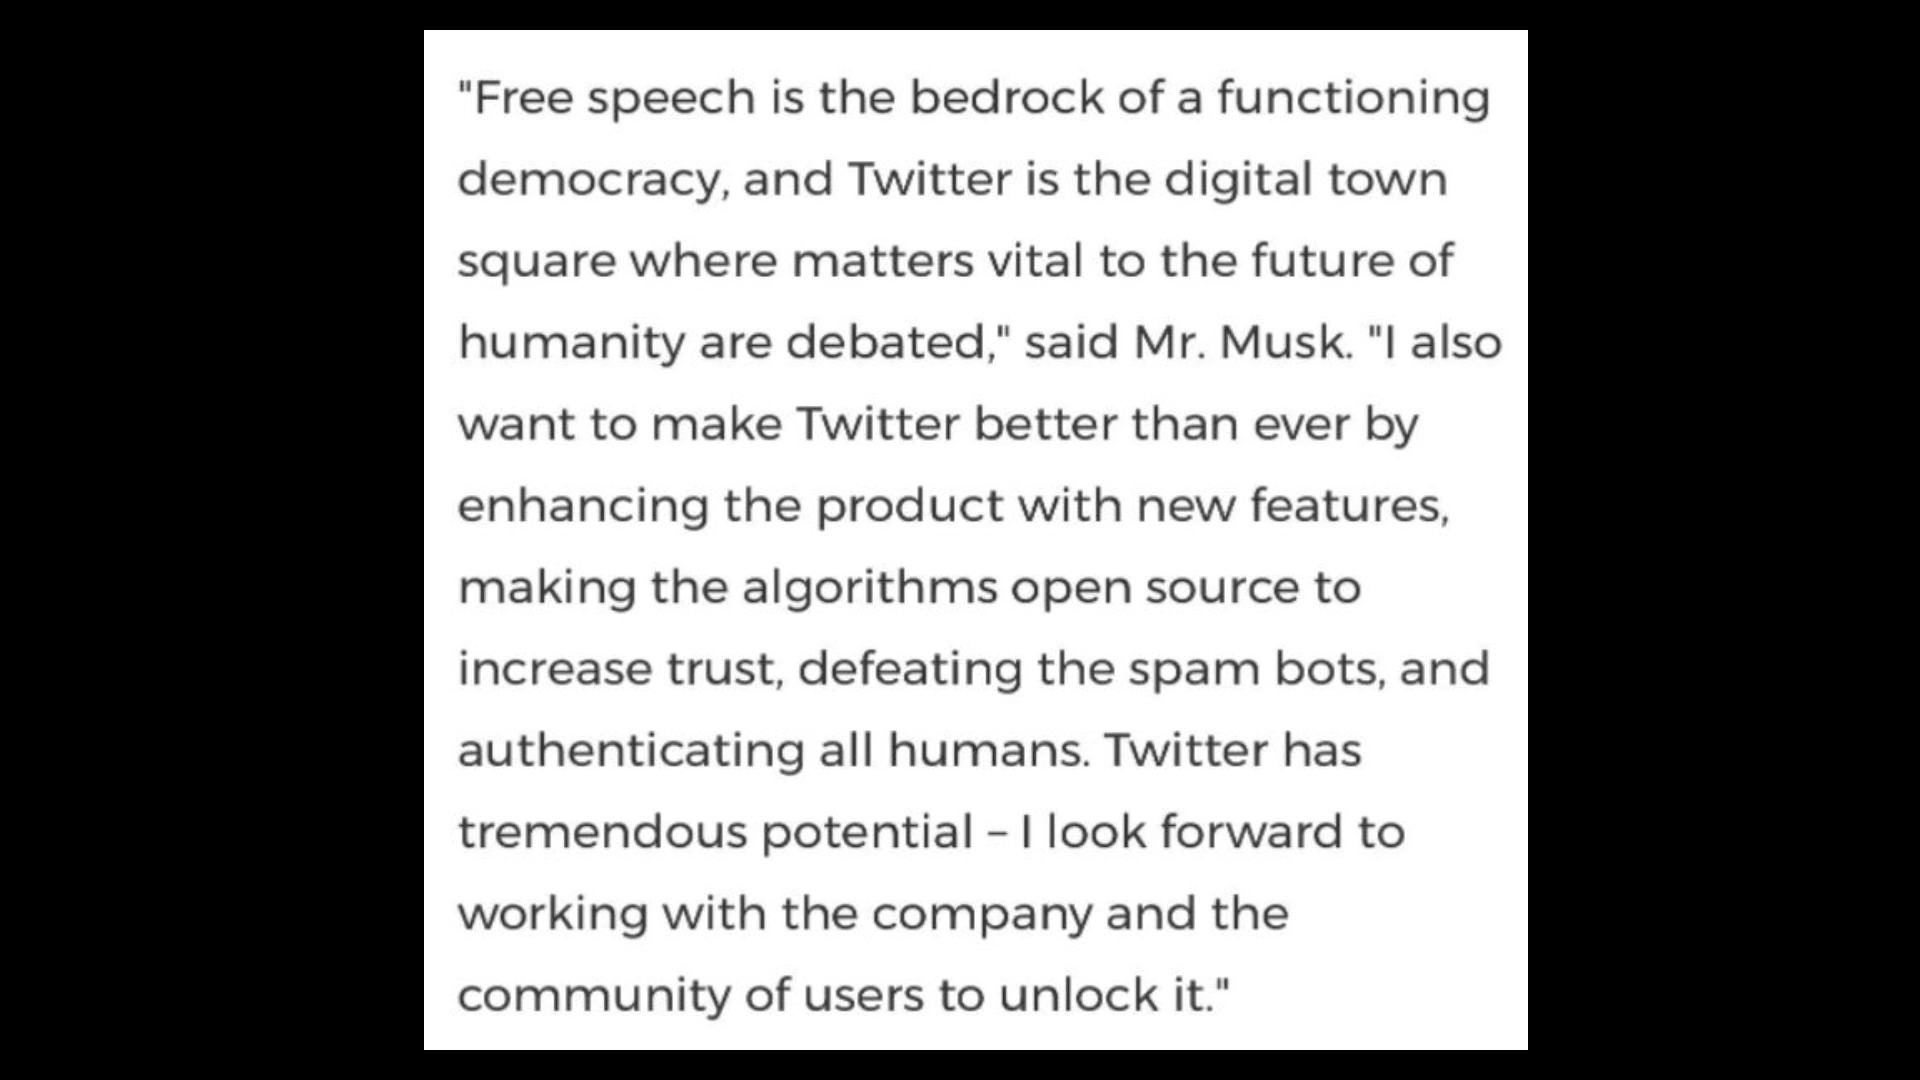 "Free speech is the bedrock of a functioning
democracy, and Twitter is the digital town
square where matters vital to the future of
humanity are debated," said Mr. Musk. "I also
want to make Twitter better than ever by
enhancing the product with new features,
making the algorithms open source to
increase trust, defeating the spam bots, and
authenticating all humans. Twitter has
tremendous potential – I look forward to
working with the company and the
community of users to unlock it."